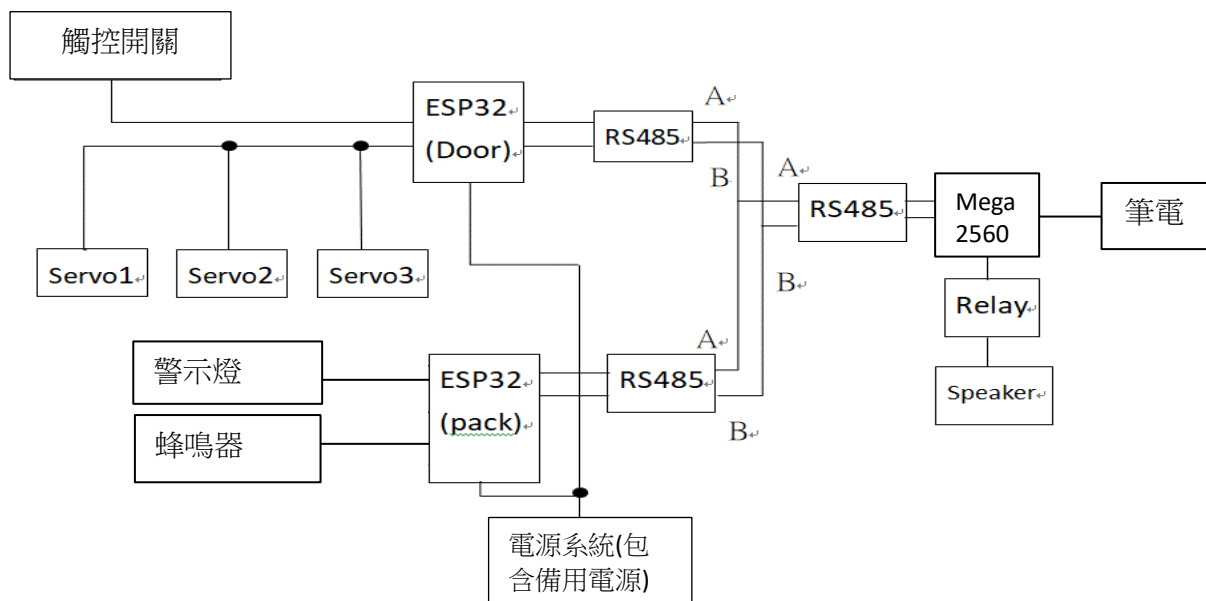 觸控開關
ESP32
(Door)
RS485
A
B
A
RS485
Mega
2560
筆電
Servo1
Servo2
Servo3
B
Relay
警示燈
蜂鳴器
ESP32
(pack)
RS485
A
B
Speaker
電源系統(包
含備用電源)